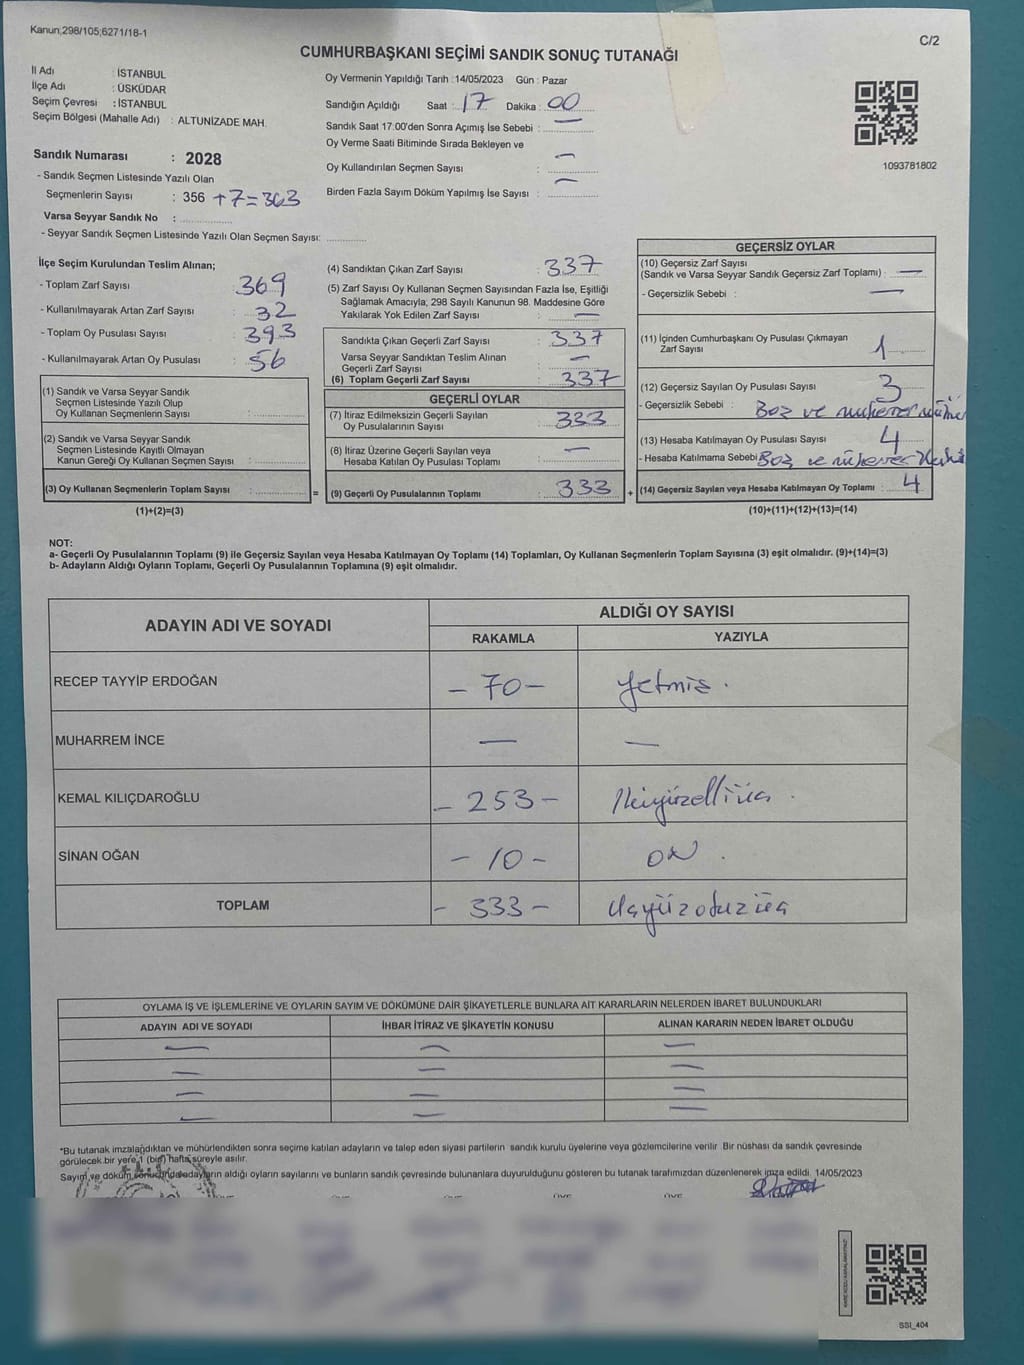 Kanun;298/105;6271/18-1
C/2
CUMHURBAŞKANI SEÇİMİ SANDIK SONUÇ TUTANAĞI
İl Adı : İSTANBUL
İlçe Adı : ÜSKÜDAR
Seçim Çevresi : İSTANBUL
Seçim Bölgesi (Mahalle Adı) : ALTUNİZADE MAH.
Sandık Numarası : 2028
- Sandık Seçmen Listesinde Yazılı Olan
Seçmenlerin Sayısı : 356 +7=363
Varsa Seyyar Sandık No :
- Seyyar Sandık Seçmen Listesinde Yazılı Olan Seçmen Sayısı:
Oy Vermenin Yapıldığı Tarih :14/05/2023 Gün : Pazar
Sandığın Açıldığı Saat : 17 Dakika : 00
Sandık Saat 17:00'den Sonra Açımış İse Sebebi : —
Oy Verme Saati Bitiminde Sırada Bekleyen ve
Oy Kullandırılan Seçmen Sayısı : —
Birden Fazla Sayım Döküm Yapılmış İse Sayısı : —
1093781802
İlçe Seçim Kurulundan Teslim Alınan;
- Toplam Zarf Sayısı : 369
- Kullanılmayarak Artan Zarf Sayısı : 32
- Toplam Oy Pusulası Sayısı : 393
- Kullanılmayarak Artan Oy Pusulası : 56
(1) Sandık ve Varsa Seyyar Sandık
Seçmen Listesinde Yazılı Olup
Oy Kullanan Seçmenlerin Sayısı :
(2) Sandık ve Varsa Seyyar Sandık
Seçmen Listesinde Kayıtlı Olmayan
Kanun Gereği Oy Kullanan Seçmen Sayısı :
(3) Oy Kullanan Seçmenlerin Toplam Sayısı :
(1)+(2)=(3)
(4) Sandıktan Çıkan Zarf Sayısı : 337
(5) Zarf Sayısı Oy Kullanan Seçmen Sayısından Fazla İse, Eşitliği
Sağlamak Amacıyla; 298 Sayılı Kanunun 98. Maddesine Göre
Yakılarak Yok Edilen Zarf Sayısı : —
Sandıkta Çıkan Geçerli Zarf Sayısı : 337
Varsa Seyyar Sandıktan Teslim Alınan
Geçerli Zarf Sayısı : —
(6) Toplam Geçerli Zarf Sayısı : 337
GEÇERLİ OYLAR
(7) İtiraz Edilmeksizin Geçerli Sayılan
Oy Pusulalarının Sayısı : 333
(8) İtiraz Üzerine Geçerli Sayılan veya
Hesaba Katılan Oy Pusulası Toplamı : —
= (9) Geçerli Oy Pusulalarının Toplamı : 333
GEÇERSİZ OYLAR
(10) Geçersiz Zarf Sayısı
(Sandık ve Varsa Seyyar Sandık Geçersiz Zarf Toplamı) : —
- Geçersizlik Sebebi : —
(11) İçinden Cumhurbaşkanı Oy Pusulası Çıkmayan
Zarf Sayısı : 1
(12) Geçersiz Sayılan Oy Pusulası Sayısı : 3
- Geçersizlik Sebebi : Boz ve
(13) Hesaba Katılmayan Oy Pusulası Sayısı : 4
- Hesaba Katılmama Sebebi Boz ve
+ (14) Geçersiz Sayılan veya Hesaba Katılmayan Oy Toplamı : 4
(10)+(11)+(12)+(13)=(14)
NOT:
a- Geçerli Oy Pusulalarının Toplamı (9) ile Geçersiz Sayılan veya Hesaba Katılmayan Oy Toplamı (14) Toplamları, Oy Kullanan Seçmenlerin Toplam Sayısına (3) eşit olmalıdır. (9)+(14)=(3)
b- Adayların Aldığı Oyların Toplamı, Geçerli Oy Pusulalarının Toplamına (9) eşit olmalıdır.
ADAYIN ADI VE SOYADI
ALDIĞI OY SAYISI
RAKAMLA YAZIYLA
RECEP TAYYİP ERDOĞAN - 70 - Yetmiş.
MUHARREM İNCE — —
KEMAL KILIÇDAROĞLU - 253 - İkiyüzelliüç.
SİNAN OĞAN - 10 - ON.
TOPLAM - 333 - Üçyüzotuzüç
OYLAMA İŞ VE İŞLEMLERİNE VE OYLARIN SAYIM VE DÖKÜMÜNE DAİR ŞİKAYETLERLE BUNLARA AİT KARARLARIN NELERDEN İBARET BULUNDUKLARI
ADAYIN ADI VE SOYADI İHBAR İTİRAZ VE ŞİKAYETİN KONUSU ALINAN KARARIN NEDEN İBARET OLDUĞU
— — —
— — —
— — —
— — —
*Bu tutanak imzalağdıktan ve mühürlendikten sonra seçime katılan adayların ve talep eden siyasi partilerin sandık kurulu üyelerine veya gözlemcilerine verilir. Bir nüshası da sandık çevresinde
görülecek bir yere 1 (bir) hafta süreyle asılır.
Sayım ve döküm sonucunda adayların aldığı oyların sayılarını ve bunların sandık çevresinde bulunanlara duyurulduğunu gösteren bu tutanak tarafımızdan düzenlenerek imza edildi. 14/05/2023
SSI_404